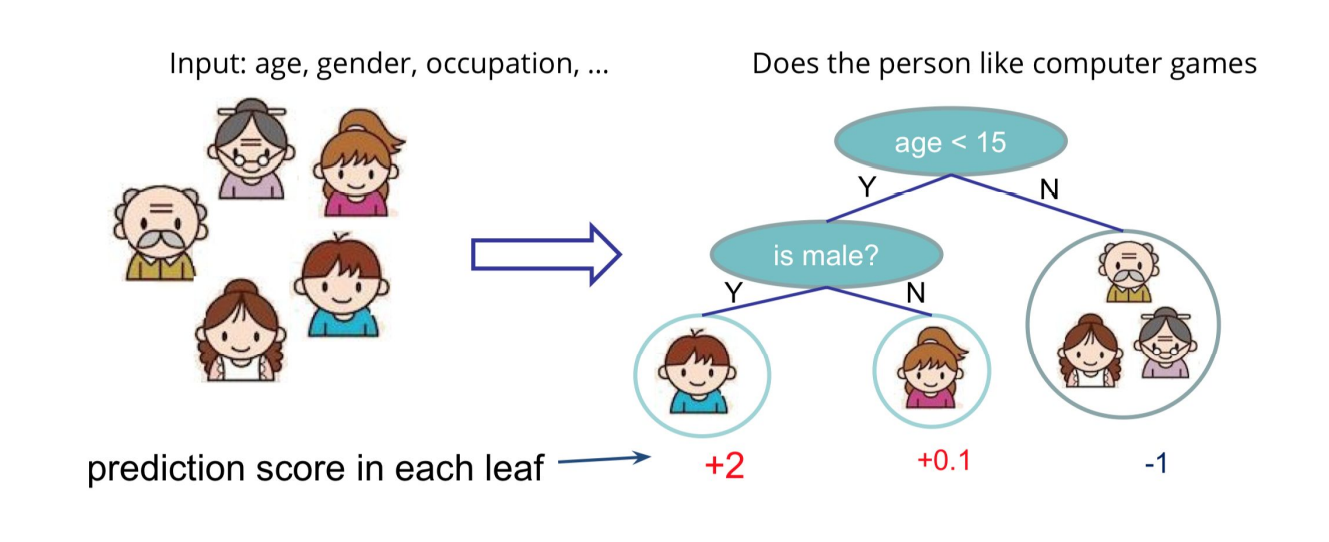 Input: age, gender, occupation, ...
Does the person like computer games
age < 15
Y
N
is male?
Y
N
prediction score in each leaf
+2
+0.1
-1